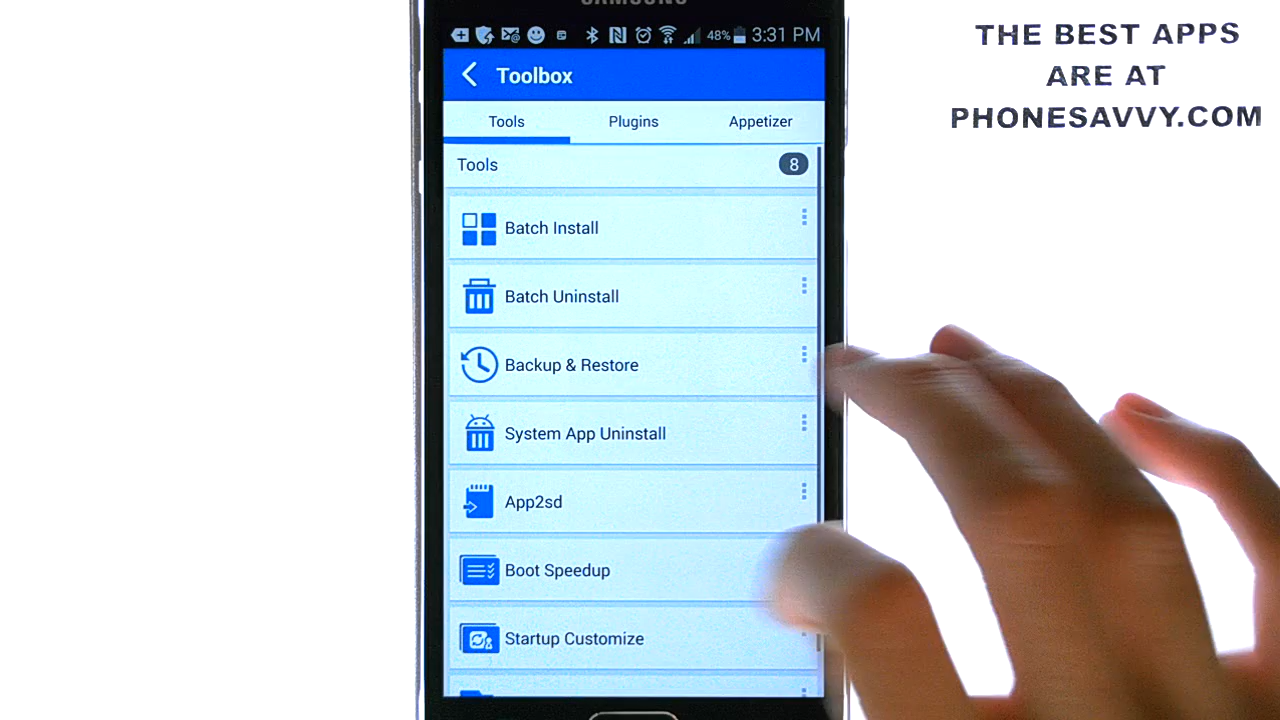 SAMSUNG
48% 3:31 PM
THE BEST APPS
ARE AT
PHONESAVVY.COM
Toolbox
Tools Plugins Appetizer
Tools 8
Batch Install
Batch Uninstall
Backup & Restore
System App Uninstall
App2sd
Boot Speedup
Startup Customize